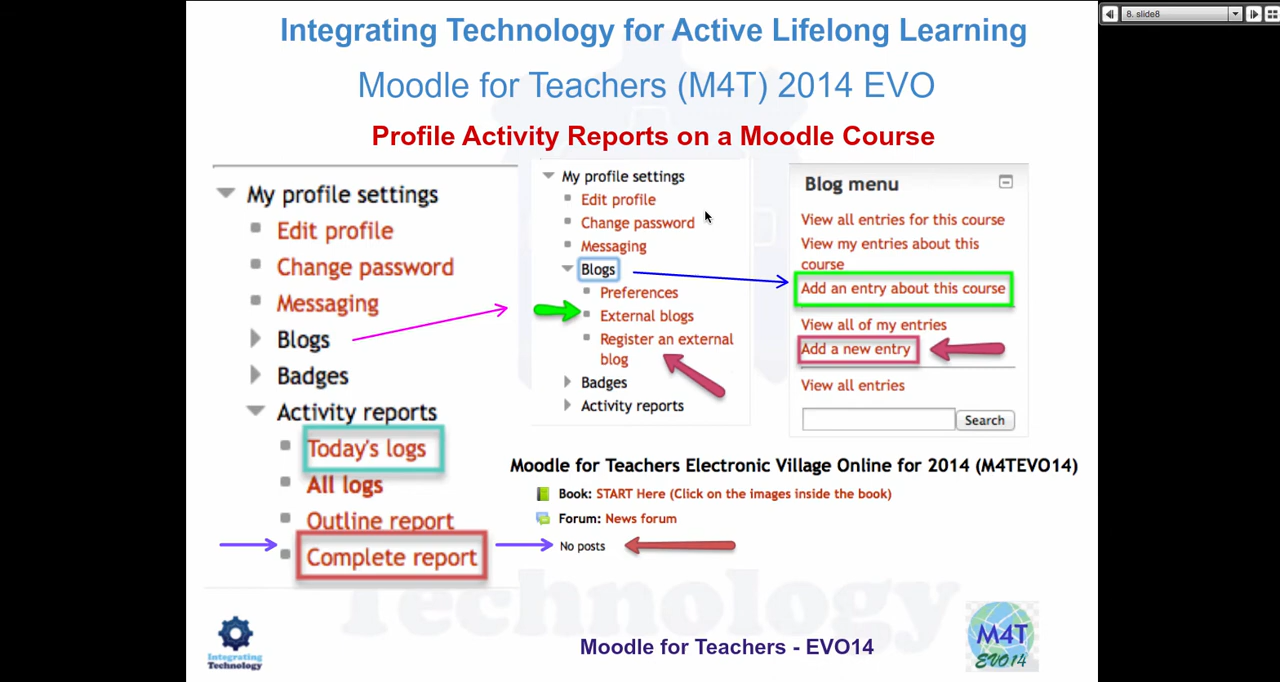 8. slide8
Integrating Technology for Active Lifelong Learning
Moodle for Teachers (M4T) 2014 EVO
Profile Activity Reports on a Moodle Course
My profile settings
Edit profile
Change password
Messaging
Blogs
Badges
Activity reports
Today's logs
All logs
Outline report
Complete report
My profile settings
Edit profile
Change password
Messaging
Blogs
Preferences
External blogs
Register an external
blog
Badges
Activity reports
Blog menu
View all entries for this course
View my entries about this
course
Add an entry about this course
View all of my entries
Add a new entry
View all entries
Search
Moodle for Teachers Electronic Village Online for 2014 (M4TEVO14)
Book: START Here (Click on the images inside the book)
Forum: News forum
No posts
Technology
Integrating
Technology
Moodle for Teachers - EVO14
M4T
EVO14